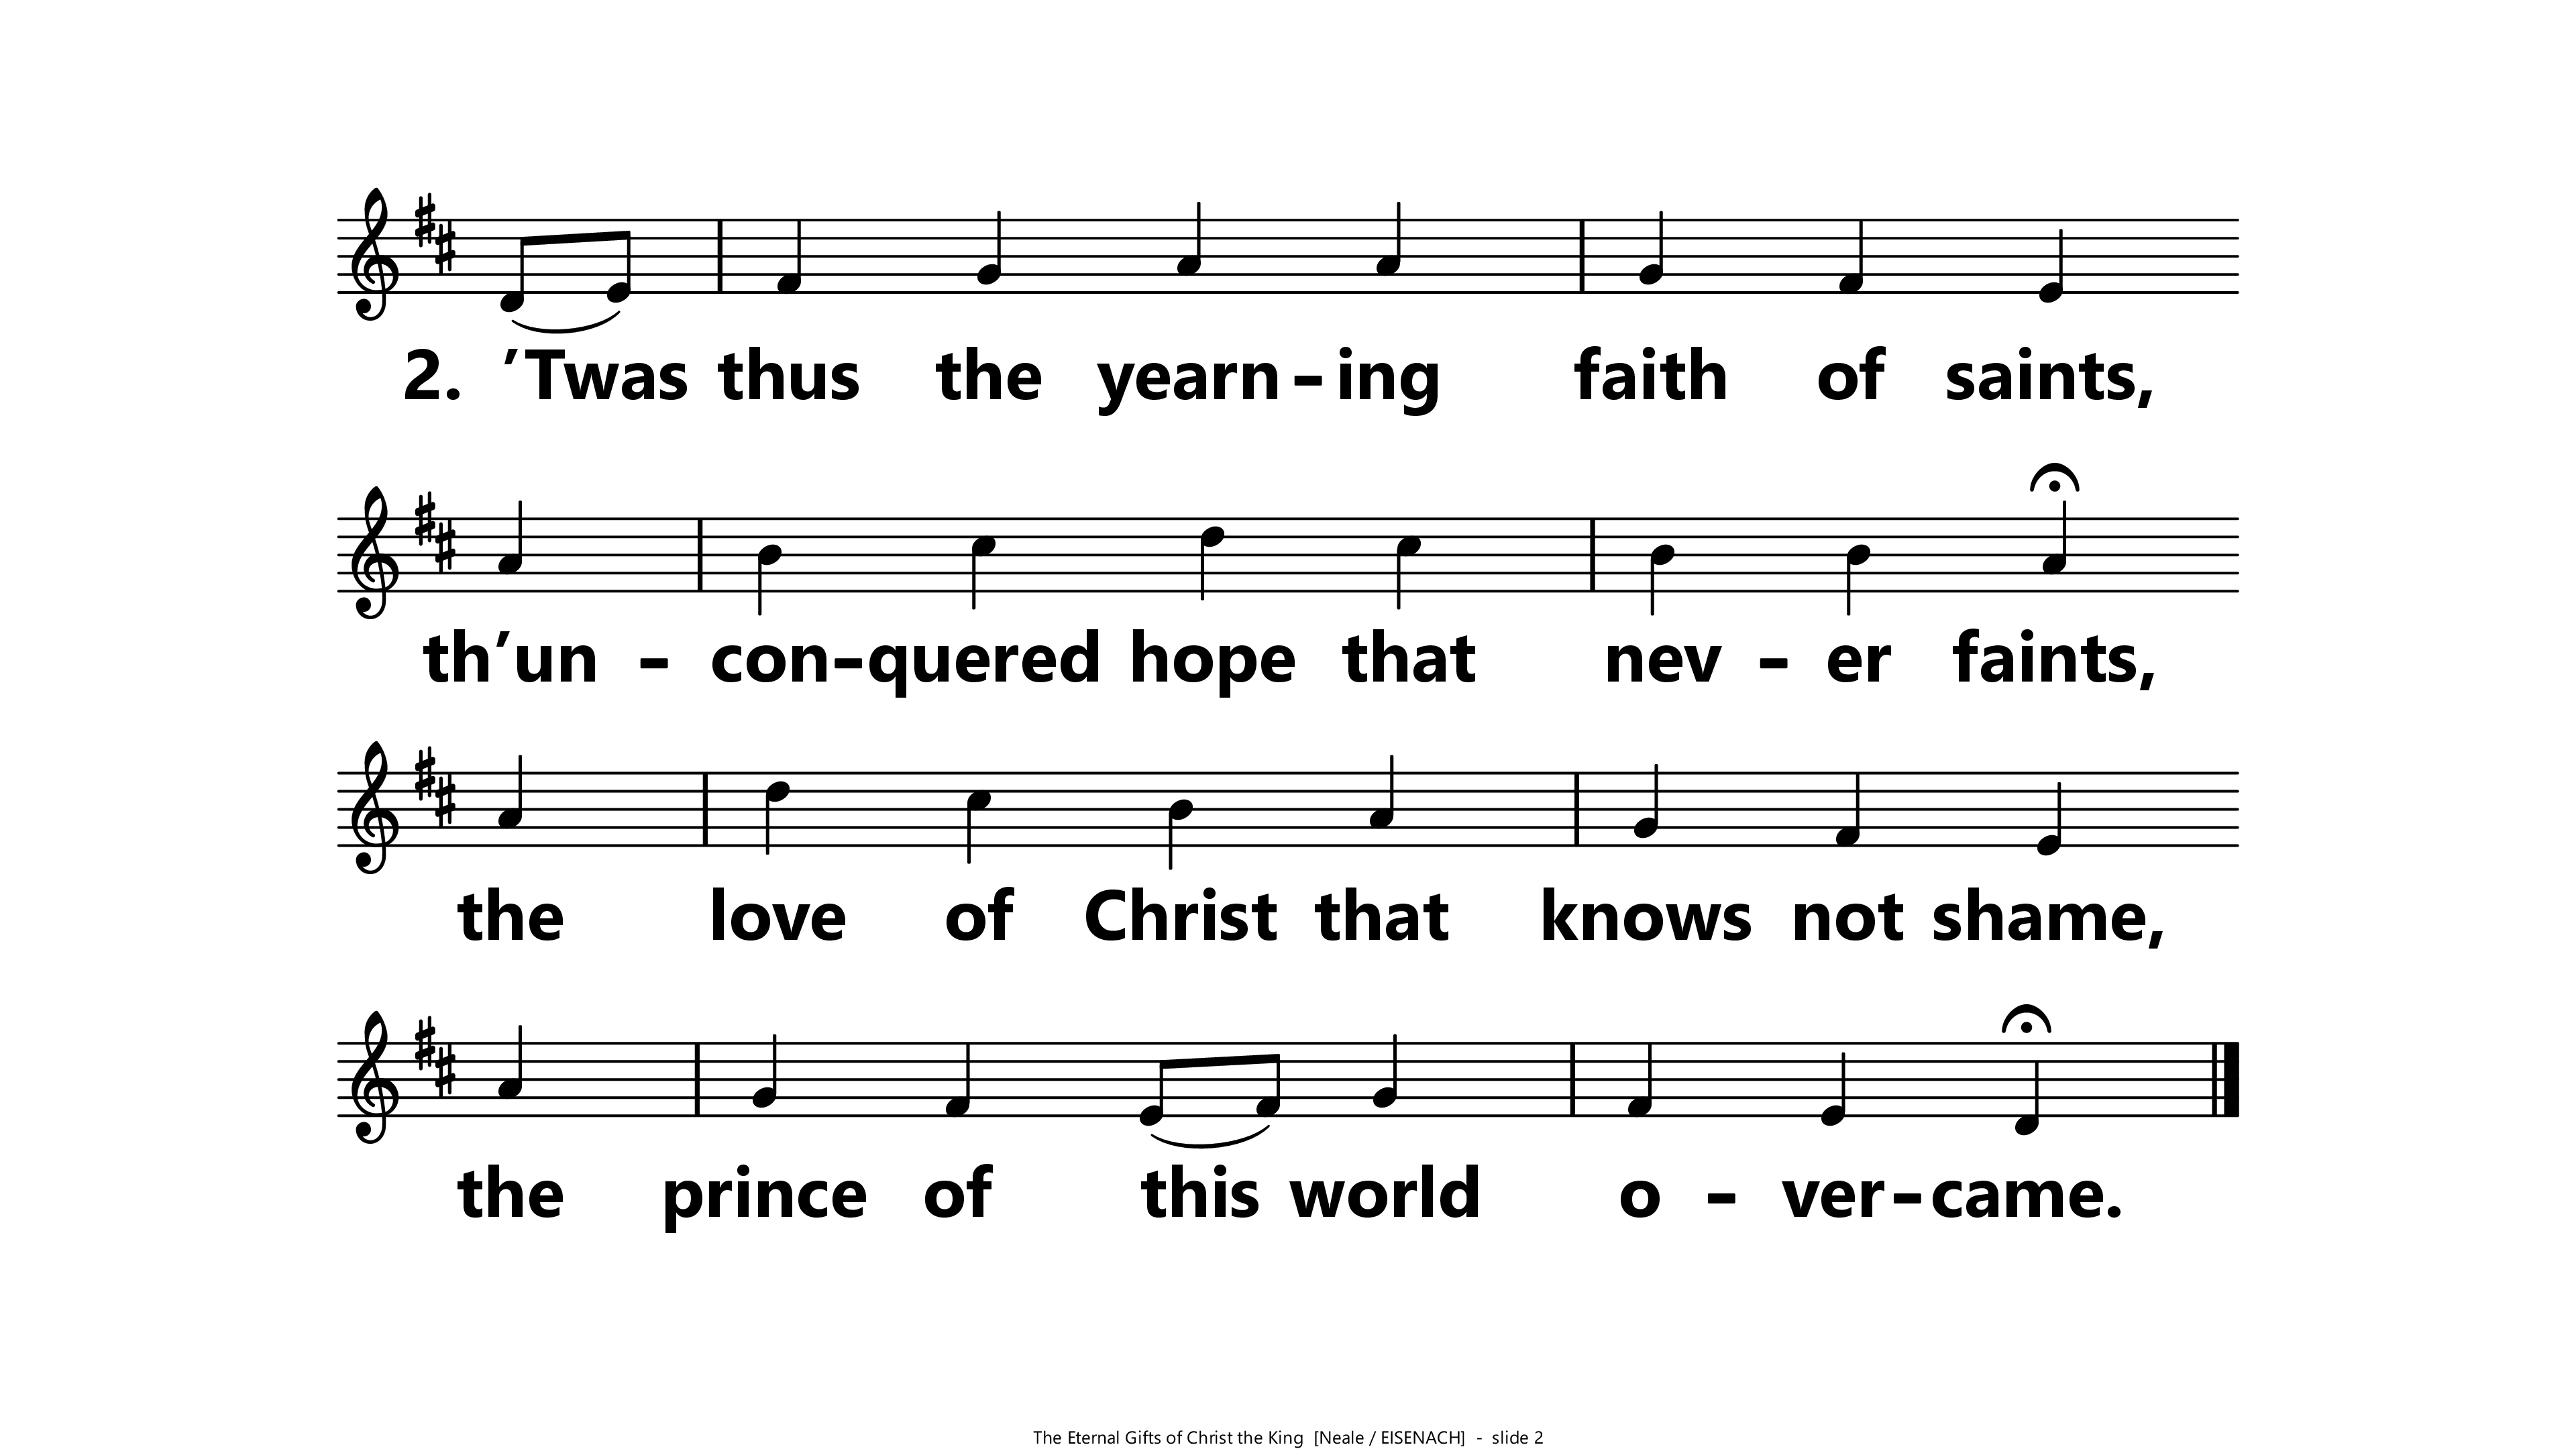 2. ’Twas thus the yearn-ing faith of saints,
th’un - con-quered hope that nev - er faints,
the love of Christ that knows not shame,
the prince of this world o - ver-came.
The Eternal Gifts of Christ the King [Neale / EISENACH] - slide 2